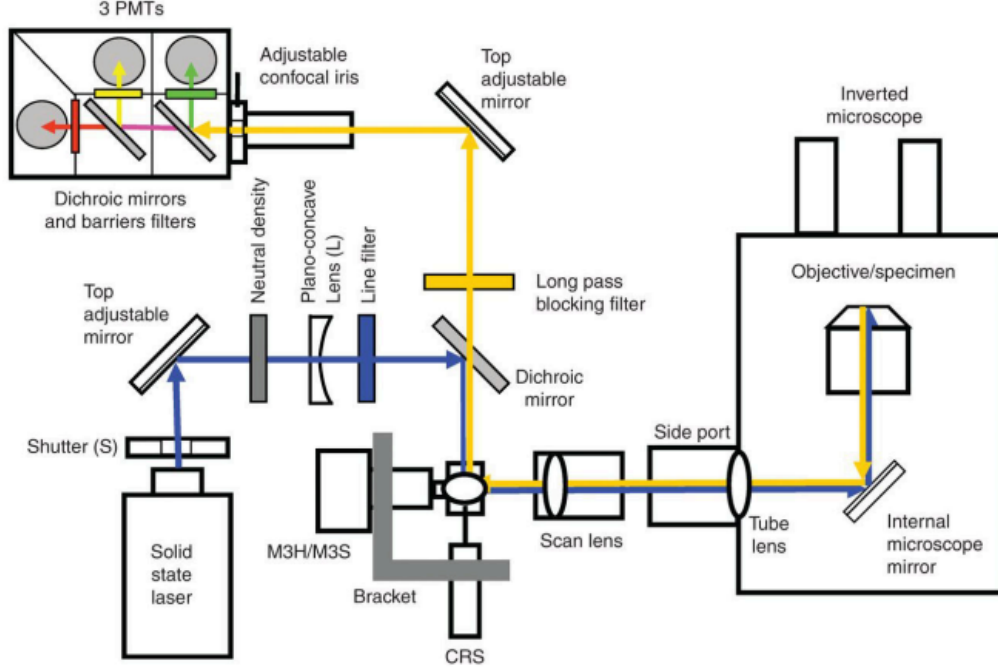 3 PMTs
Adjustable
confocal iris
Top
adjustable
mirror
Inverted
microscope
Dichroic mirrors
and barriers filters
Neutral density
Plano-concave
Lens (L)
Line filter
Long pass
blocking filter
Objective/specimen
Top
adjustable
mirror
Dichroic
mirror
Shutter (S)
Side port
Solid
state
laser
M3H/M3S
Bracket
CRS
Scan lens
Tube
lens
Internal
microscope
mirror